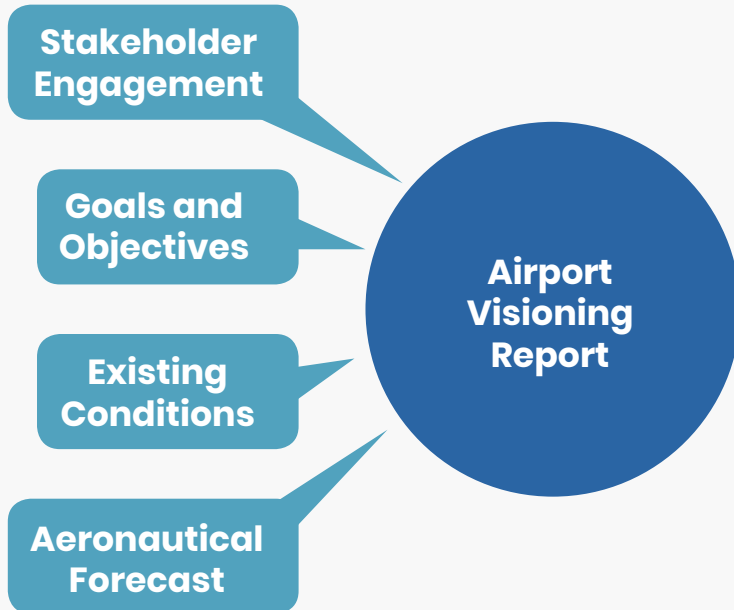 Stakeholder
Engagement
Goals and
Objectives
Existing
Conditions
Aeronautical
Forecast
Airport
Visioning
Report